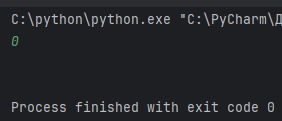 C:\python\python.exe "C:\PyCharm\Д
0
Process finished with exit code 0